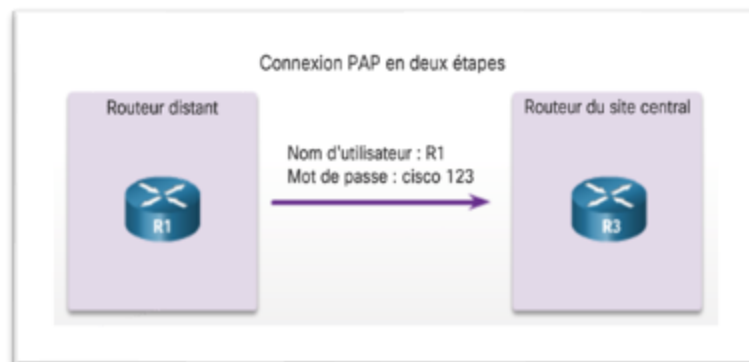 Connexion PAP en deux étapes
Routeur distant
Routeur du site central
Nom d'utilisateur : R1
Mot de passe : cisco 123
R1
R3